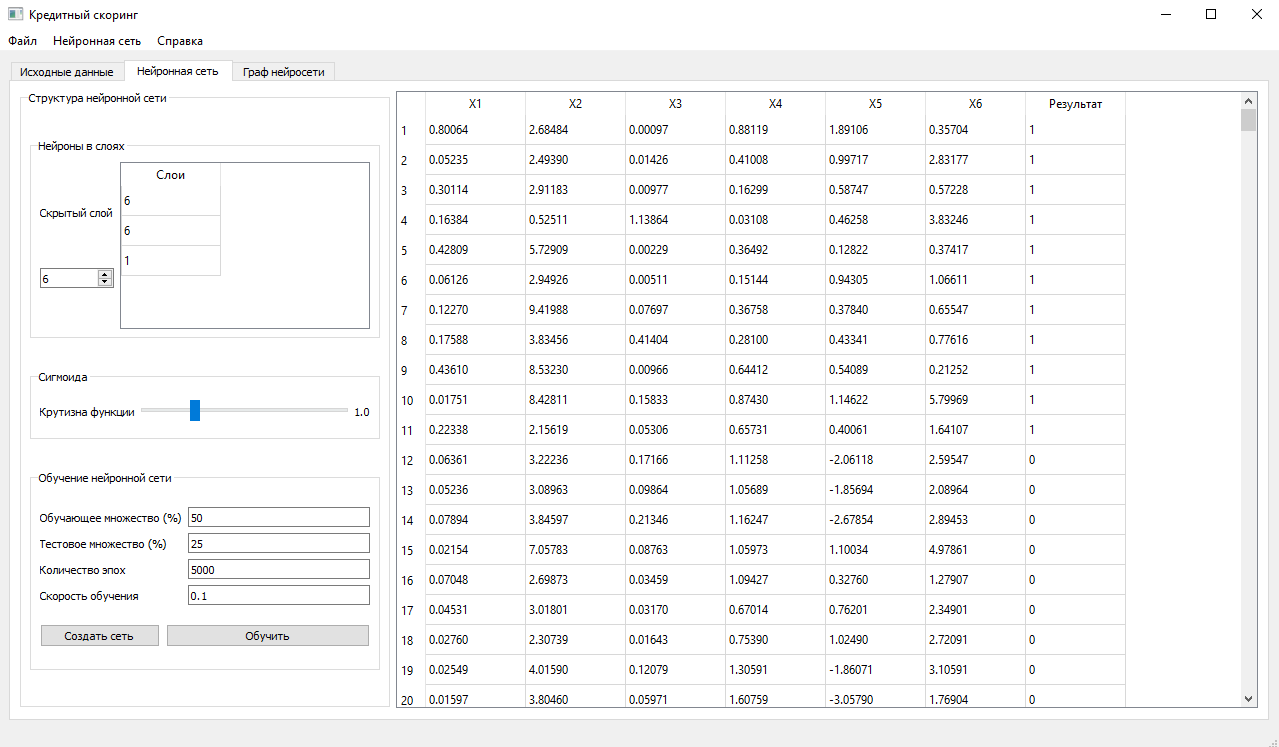 Кредитный скоринг
Файл Нейронная сеть Справка
Исходные данные Нейронная сеть Граф нейросети
Структура нейронной сети
Нейроны в слоях
Скрытый слой
6
Слои
6
6
1
Сигмоида
Крутизна функции 1.0
Обучение нейронной сети
Обучающее множество (%) 50
Тестовое множество (%) 25
Количество эпох 5000
Скорость обучения 0.1
Создать сеть Обучить
X1 X2 X3 X4 X5 X6 Результат
1 0.80064 2.68484 0.00097 0.88119 1.89106 0.35704 1
2 0.05235 2.49390 0.01426 0.41008 0.99717 2.83177 1
3 0.30114 2.91183 0.00977 0.16299 0.58747 0.57228 1
4 0.16384 0.52511 1.13864 0.03108 0.46258 3.83246 1
5 0.42809 5.72909 0.00229 0.36492 0.12822 0.37417 1
6 0.06126 2.94926 0.00511 0.15144 0.94305 1.06611 1
7 0.12270 9.41988 0.07697 0.36758 0.37840 0.65547 1
8 0.17588 3.83456 0.41404 0.28100 0.43341 0.77616 1
9 0.43610 8.53230 0.00966 0.64412 0.54089 0.21252 1
10 0.01751 8.42811 0.15833 0.87430 1.14622 5.79969 1
11 0.22338 2.15619 0.05306 0.65731 0.40061 1.64107 1
12 0.06361 3.22236 0.17166 1.11258 -2.06118 2.59547 0
13 0.05236 3.08963 0.09864 1.05689 -1.85694 2.08964 0
14 0.07894 3.84597 0.21346 1.16247 -2.67854 2.89453 0
15 0.02154 7.05783 0.08763 1.05973 1.10034 4.97861 0
16 0.07048 2.69873 0.03459 1.09427 0.32760 1.27907 0
17 0.04531 3.01801 0.03170 0.67014 0.76201 2.34901 0
18 0.02760 2.30739 0.01643 0.75390 1.02490 2.72091 0
19 0.02549 4.01590 0.12079 1.30591 -1.86071 3.10591 0
20 0.01597 3.80460 0.05971 1.60759 -3.05790 1.76904 0